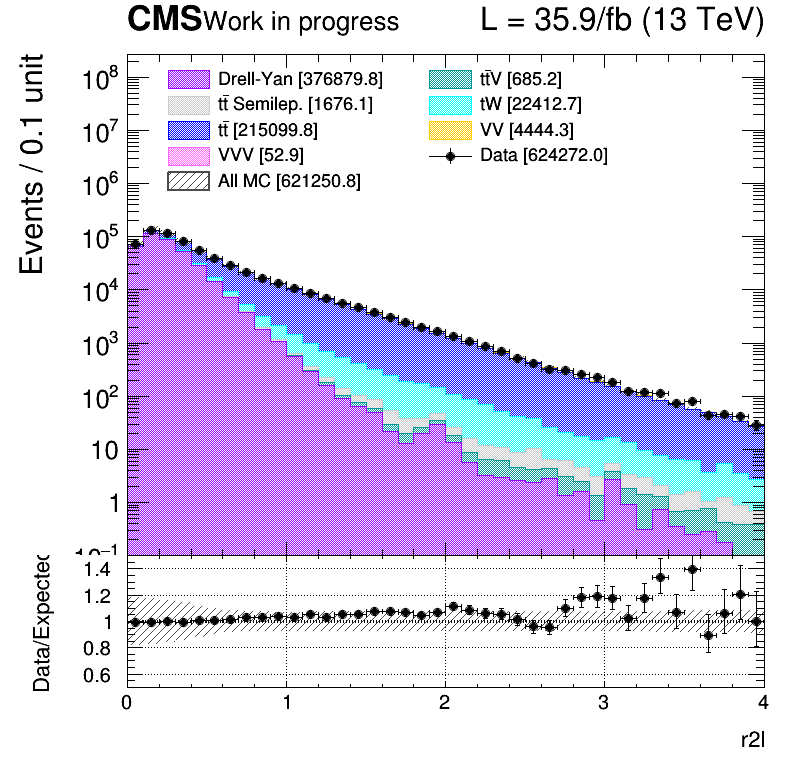 CMS Work in progress L = 35.9/fb (13 TeV)
Events / 0.1 unit
Drell-Yan [376879.8]
tt̄ Semilep. [1676.1]
tt̄ [215099.8]
VVV [52.9]
All MC [621250.8]
tt̄V [685.2]
tW [22412.7]
VV [4444.3]
Data [624272.0]
10⁸
10⁷
10⁶
10⁵
10⁴
10³
10²
10
1
10⁻¹
Data/Expected
1.4
1.2
1
0.8
0.6
0 1 2 3 4
r2l